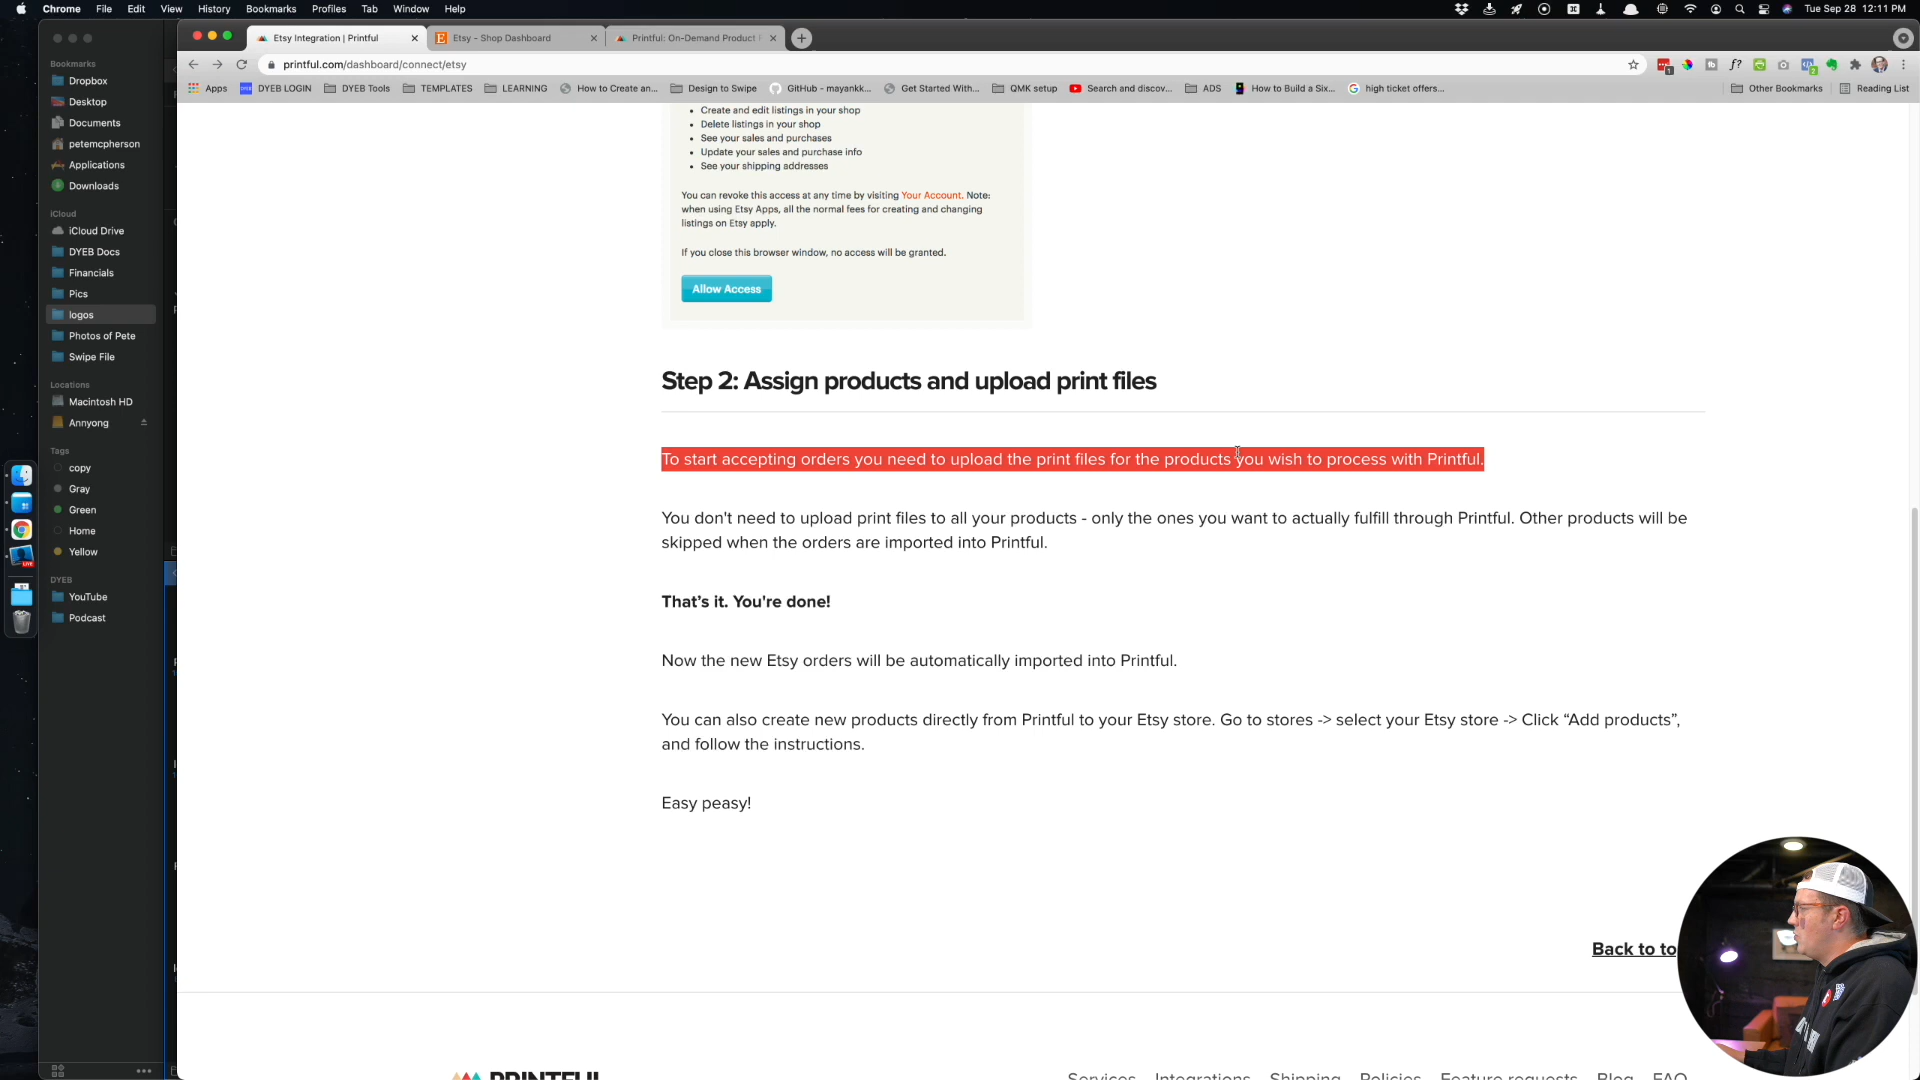 Chrome File Edit View History Bookmarks Profiles Tab Window Help
Tue Sep 28 12:11 PM
Etsy Integration | Printful
Etsy - Shop Dashboard
Printful: On-Demand Product
printful.com/dashboard/connect/etsy
Apps
DYEB LOGIN
DYEB Tools
TEMPLATES
LEARNING
How to Create an...
Design to Swipe
GitHub - mayankk...
Get Started With...
QMK setup
Search and discov...
ADS
How to Build a Six...
high ticket offers...
Other Bookmarks
Reading List
Bookmarks
Dropbox
Desktop
Documents
petemcpherson
Applications
Downloads
iCloud
iCloud Drive
DYEB Docs
Financials
Pics
logos
Photos of Pete
Swipe File
Locations
Macintosh HD
Annyong
Tags
copy
Gray
Green
Home
Yellow
DYEB
YouTube
Podcast
• Create and edit listings in your shop
• Delete listings in your shop
• See your sales and purchases
• Update your sales and purchase info
• See your shipping addresses
You can revoke this access at any time by visiting Your Account. Note:
when using Etsy Apps, all the normal fees for creating and changing
listings on Etsy apply.
If you close this browser window, no access will be granted.
Allow Access
Step 2: Assign products and upload print files
To start accepting orders you need to upload the print files for the products you wish to process with Printful.
You don't need to upload print files to all your products - only the ones you want to actually fulfill through Printful. Other products will be
skipped when the orders are imported into Printful.
That's it. You're done!
Now the new Etsy orders will be automatically imported into Printful.
You can also create new products directly from Printful to your Etsy store. Go to stores -> select your Etsy store -> Click “Add products”,
and follow the instructions.
Easy peasy!
Back to to
PRINTFUL
Services Integrations Shipping Policies Feature requests Blog FAQ